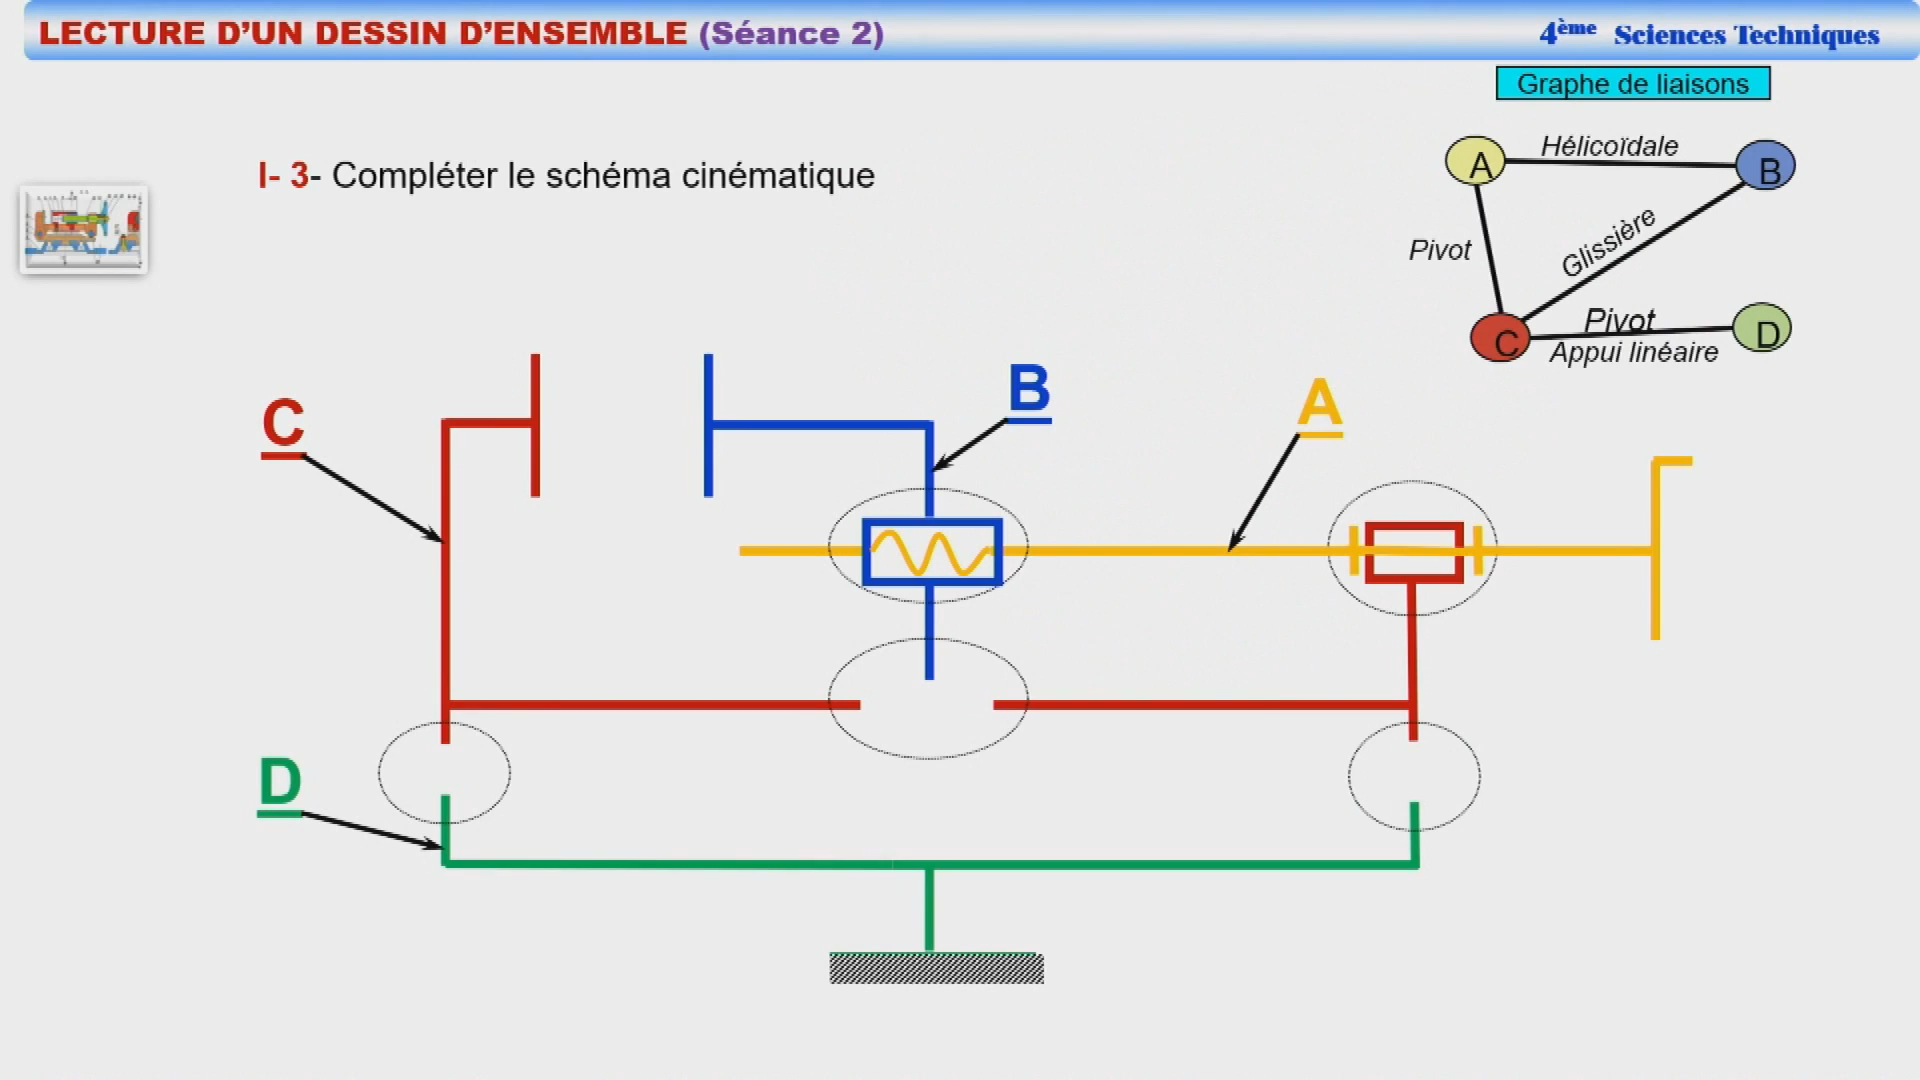 LECTURE D’UN DESSIN D’ENSEMBLE (Séance 2)
4ème Sciences Techniques
Graphe de liaisons
I- 3- Compléter le schéma cinématique
A
Hélicoïdale
B
Pivot
Glissière
C
Pivot
Appui linéaire
D
C
B
A
D